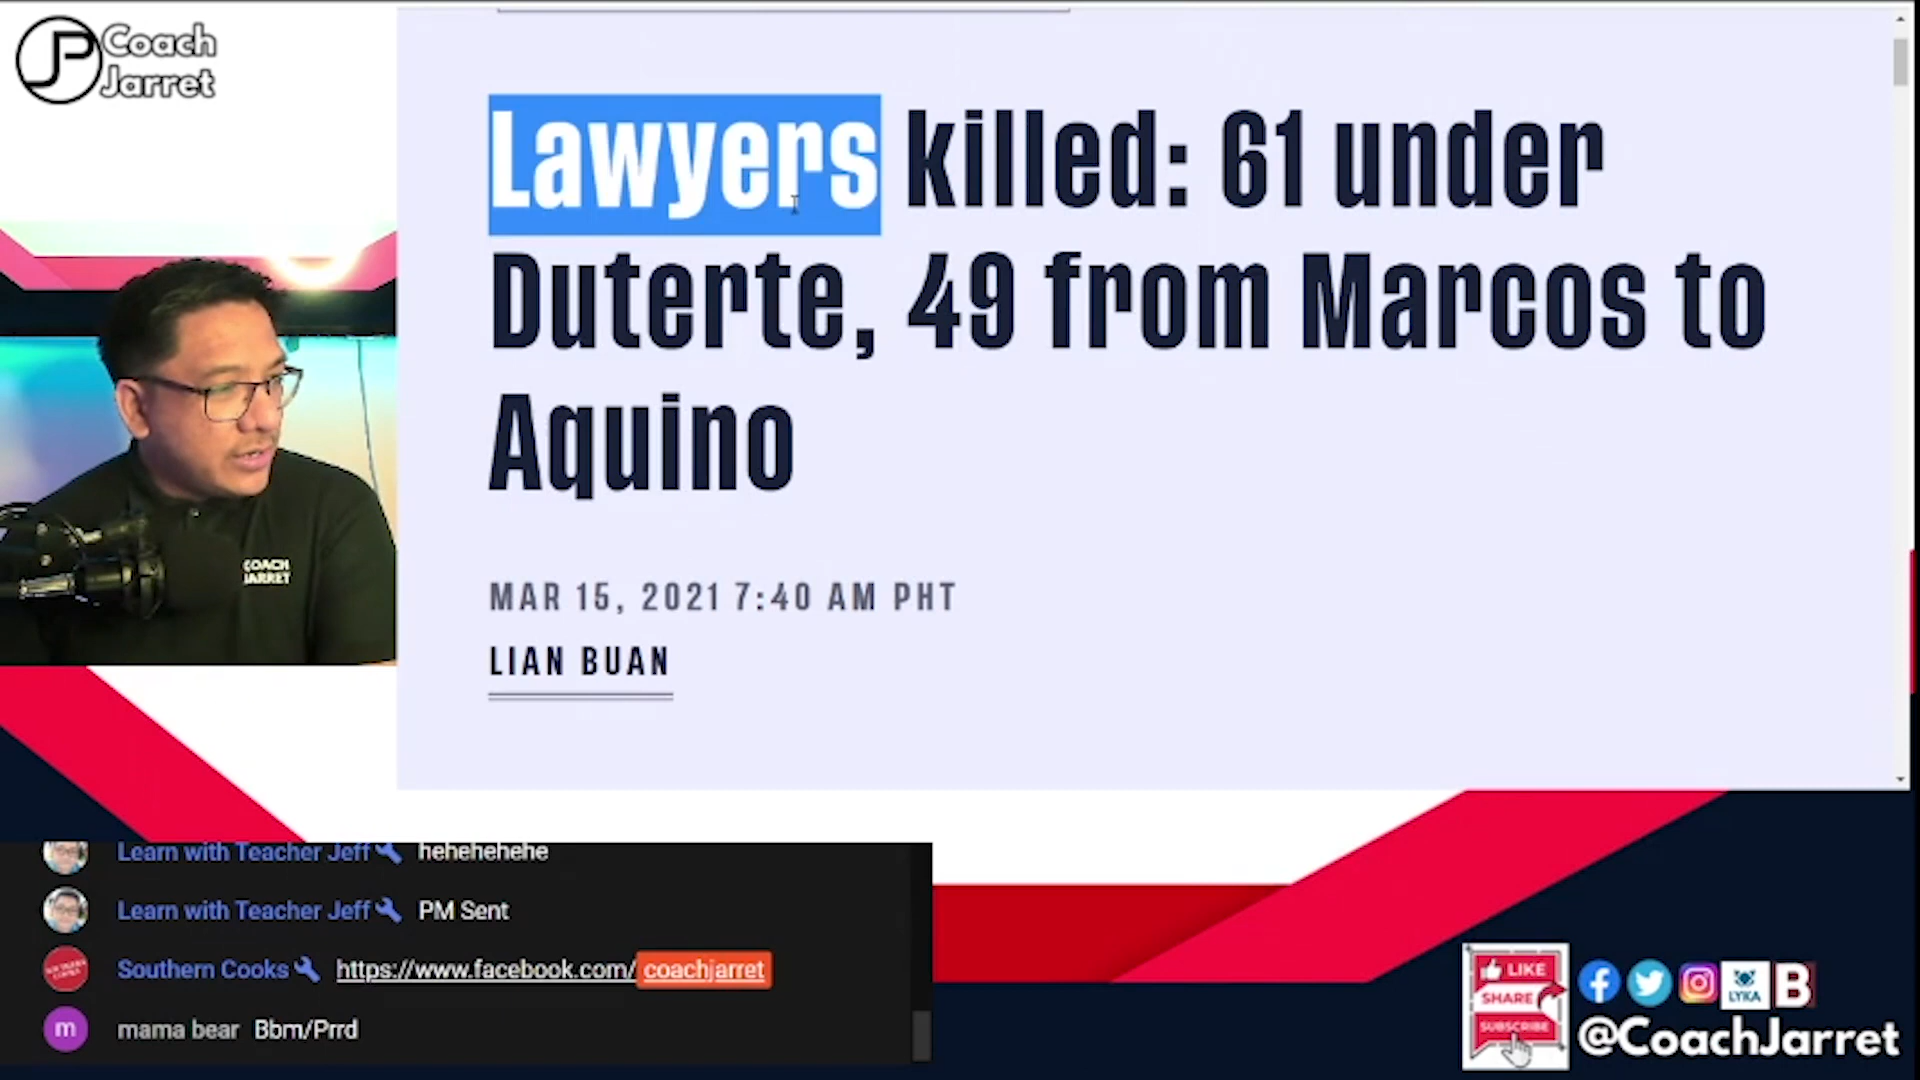 Coach
Jarret
Lawyers killed: 61 under
Duterte, 49 from Marcos to
Aquino
MAR 15, 2021 7:40 AM PHT
LIAN BUAN
COACH
JARRET
Learn with Teacher Jeff hehehehehe
Learn with Teacher Jeff PM Sent
Southern Cooks https://www.facebook.com/coachjarret
m mama bear Bbm/Prrd
LIKE
SHARE
SUBSCRIBE
LYKA
B
@CoachJarret